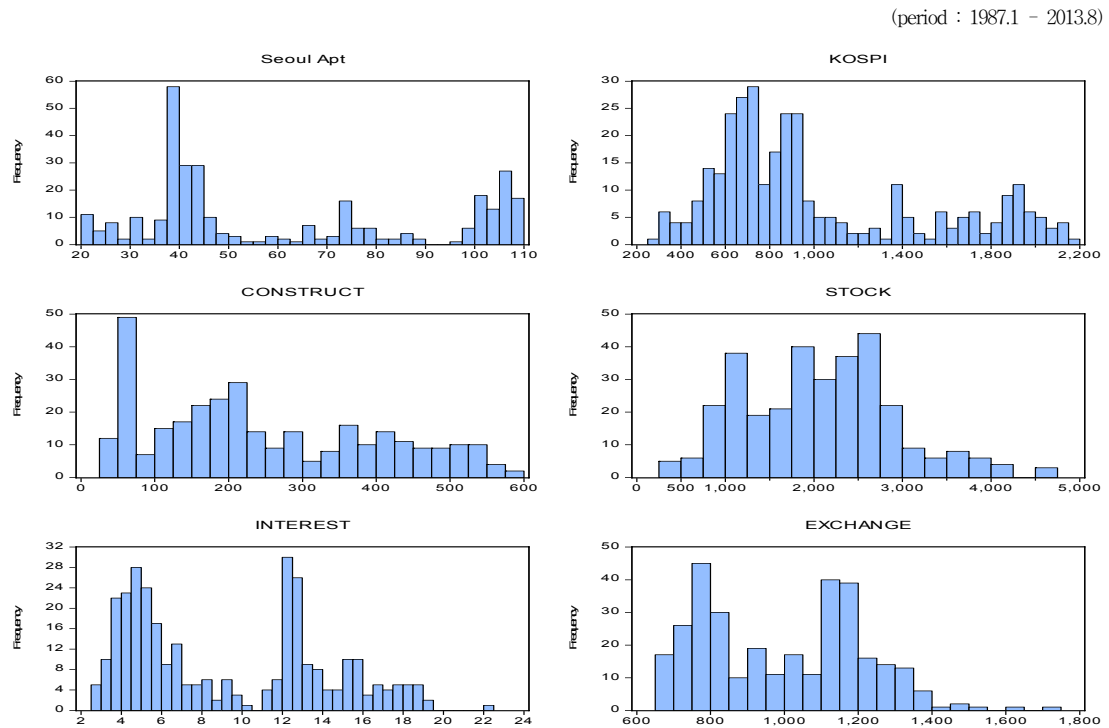 (period : 1987.1 - 2013.8)
Seoul Apt
60
50
40
30
20
10
0
Frequency
20 30 40 50 60 70 80 90 100 110
KOSPI
30
25
20
15
10
5
0
Frequency
200 400 600 800 1,000 1,400 1,800 2,200
CONSTRUCT
50
40
30
20
10
0
Frequency
0 100 200 300 400 500 600
STOCK
50
40
30
20
10
0
Frequency
0 500 1,000 2,000 3,000 4,000 5,000
INTEREST
32
28
24
20
16
12
8
4
0
Frequency
2 4 6 8 10 12 14 16 18 20 22 24
EXCHANGE
50
40
30
20
10
0
Frequency
600 800 1,000 1,200 1,400 1,600 1,800